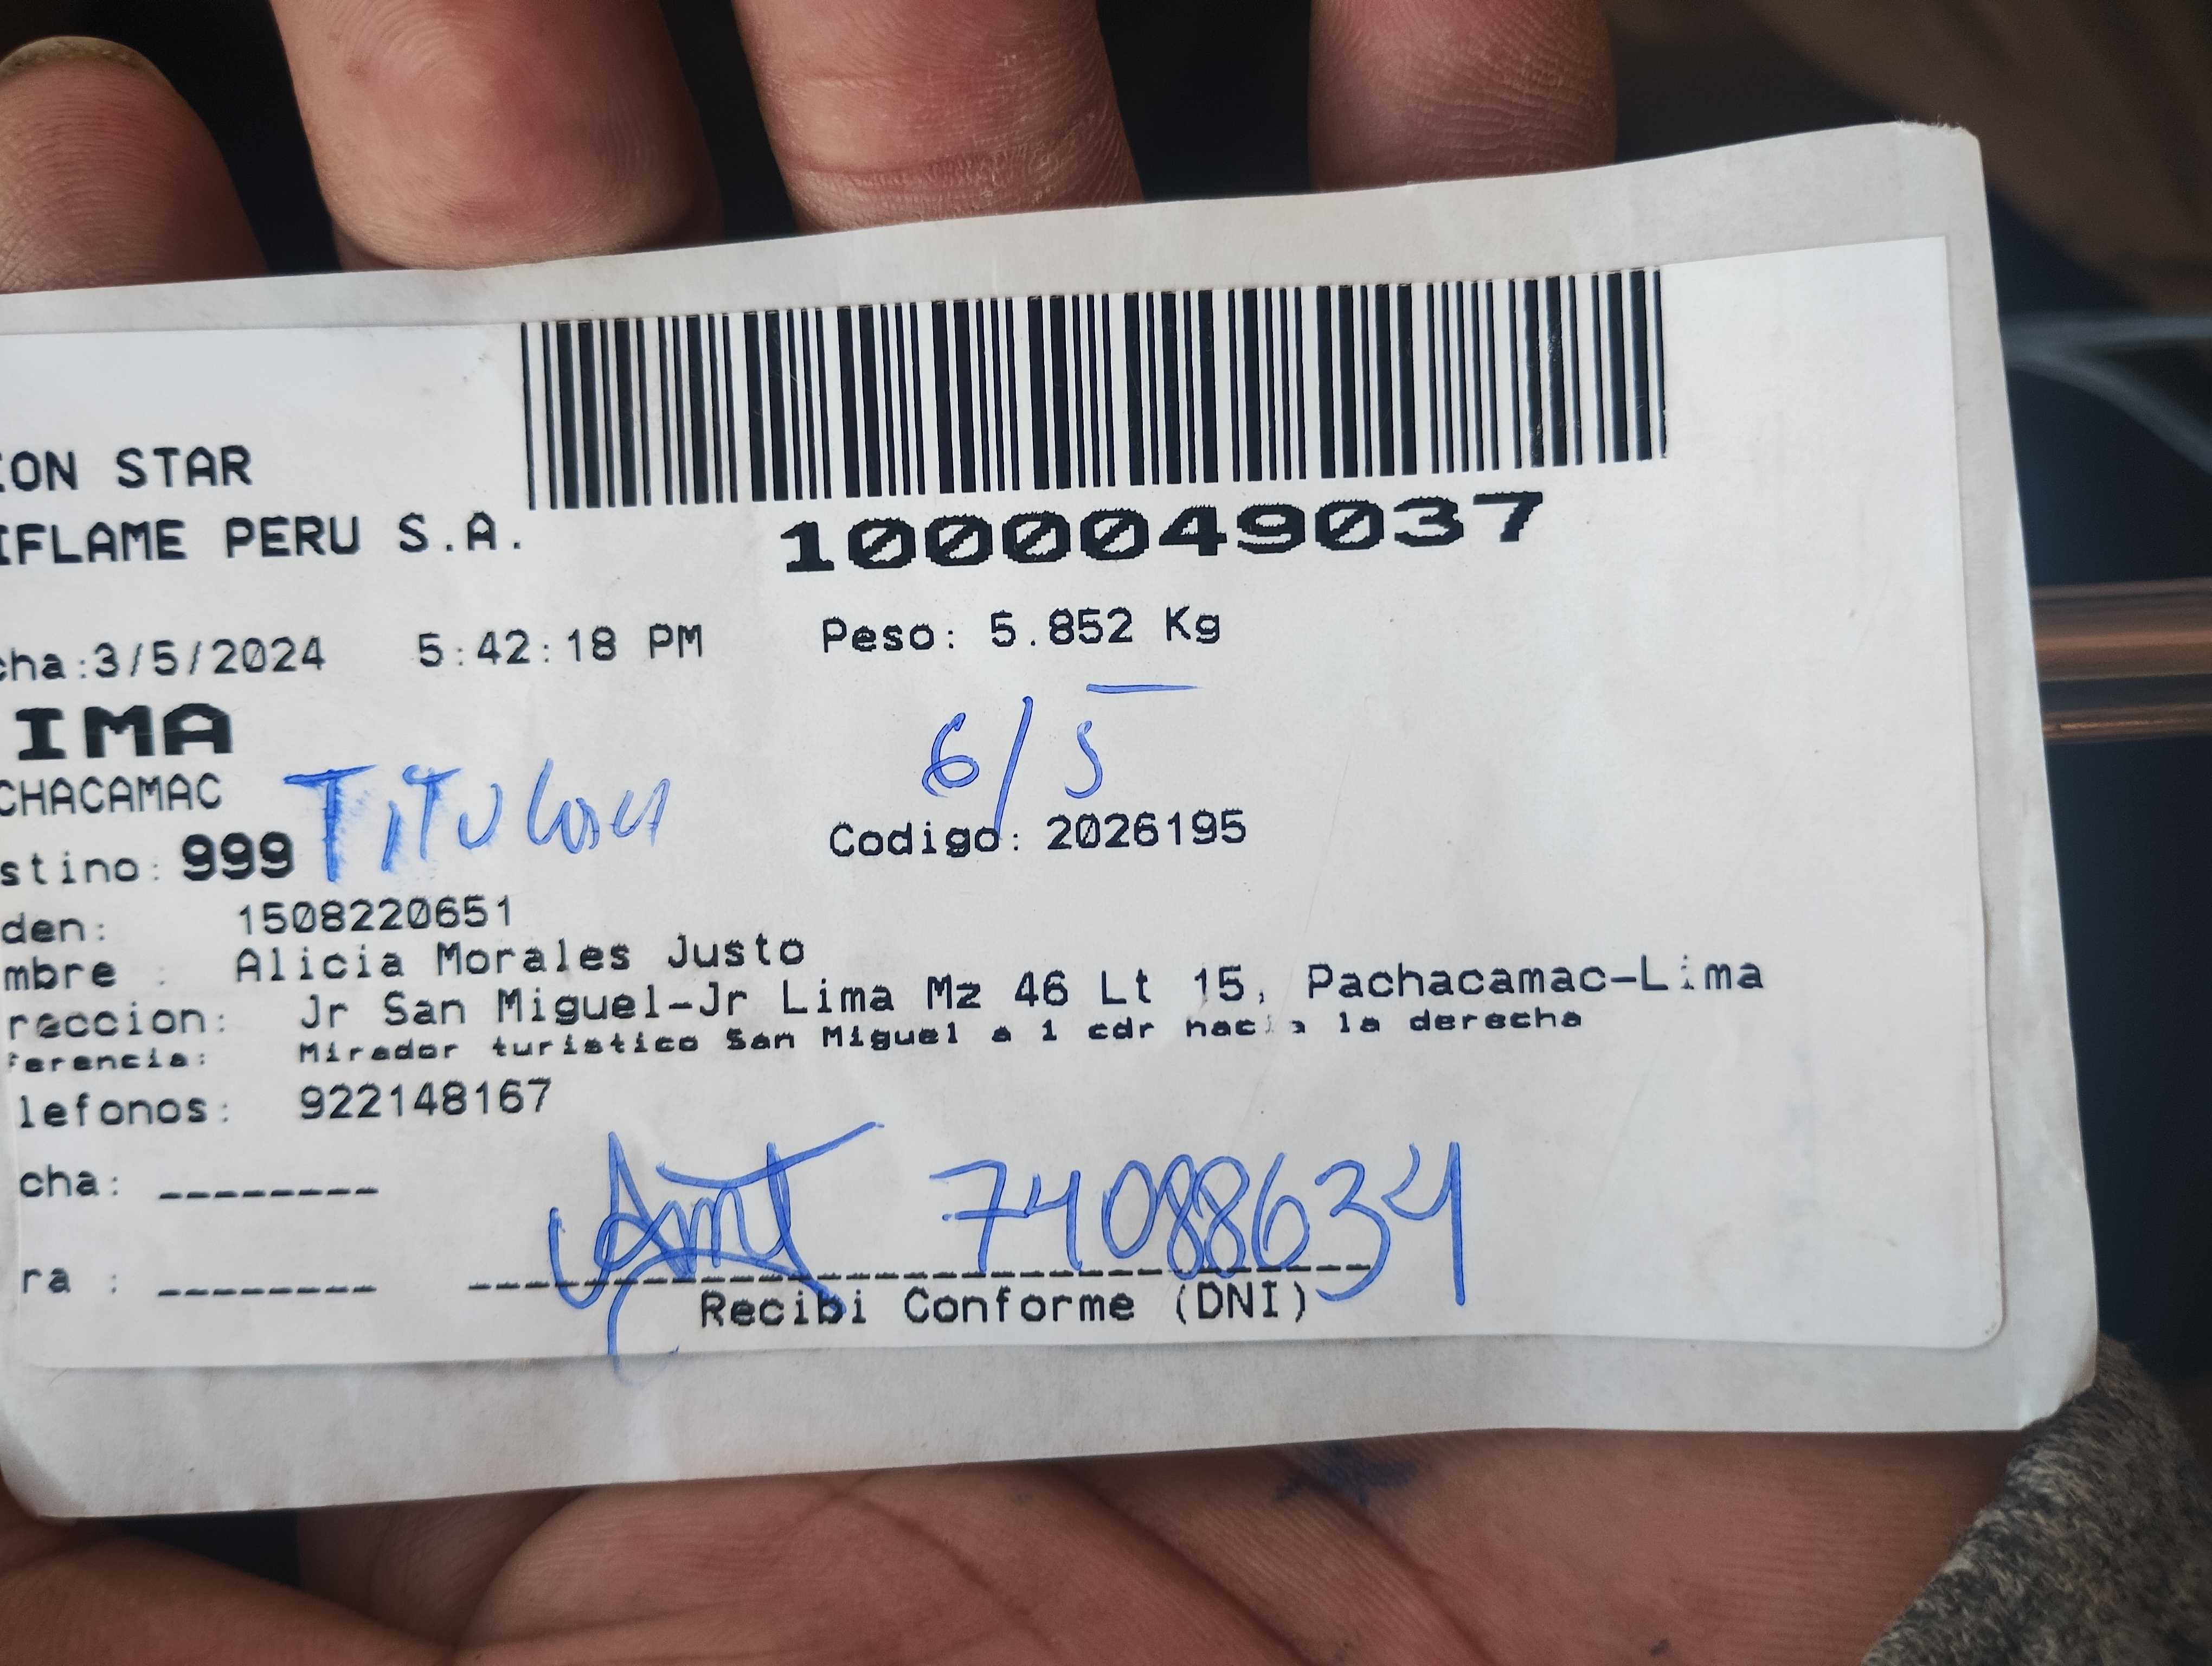 ION STAR
IFLAME PERU S.A.
1000049037
cha:3/5/2024 5:42:18 PM Peso: 5.852 Kg
IMA
6/5
CHACAMAC
stino: 999 Codigo: 2026195
den: 1508220651
mbre : Alicia Morales Justo
reccion: Jr San Miguel-Jr Lima Mz 46 Lt 15, Pachacamac-Lima
ferencia: Mirador turistico San Miguel a 1 cdr hacia la derecha
lefonos: 922148167
cha: --------
74088634
ra : --------
Recibi Conforme (DNI)